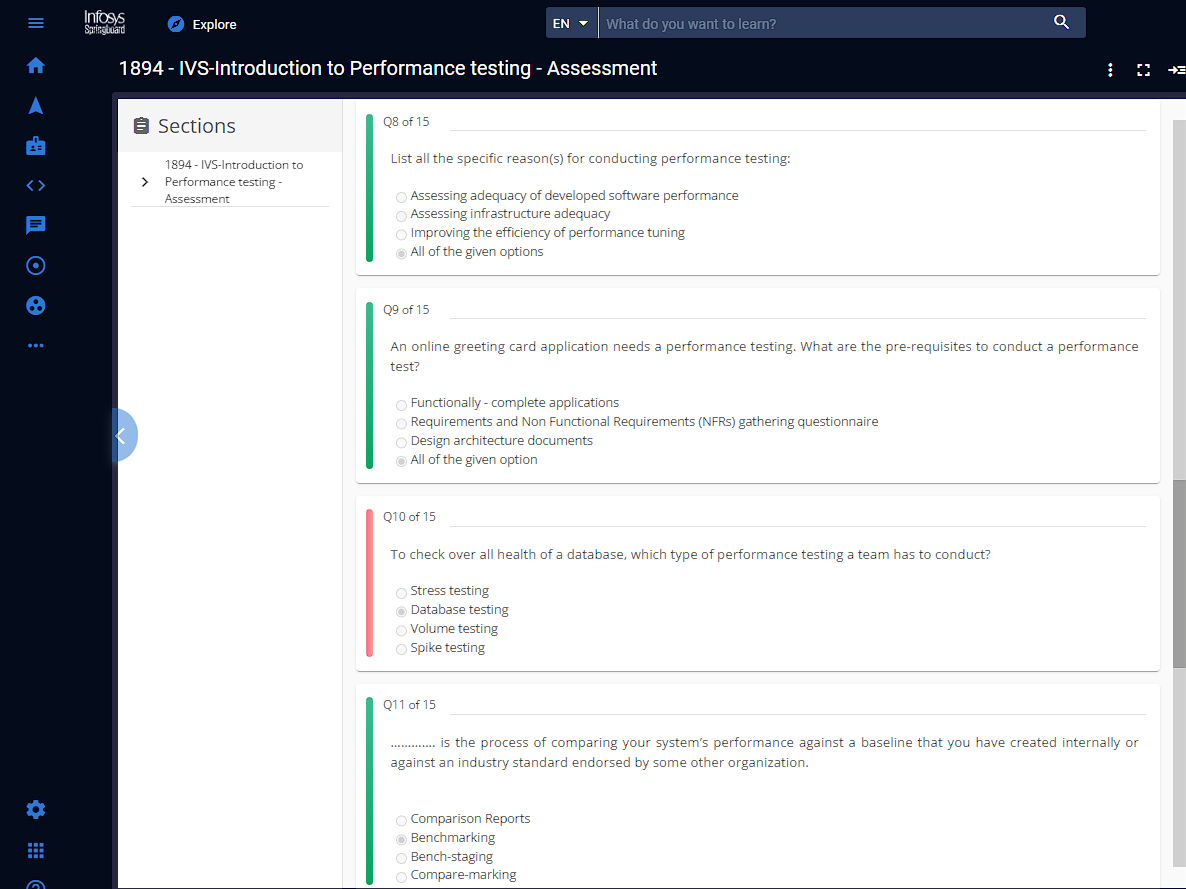 Infosys
Springboard
Explore
EN
What do you want to learn?
1894 - IVS-Introduction to Performance testing - Assessment
Sections
1894 - IVS-Introduction to
Performance testing -
Assessment
Q8 of 15
List all the specific reason(s) for conducting performance testing:
Assessing adequacy of developed software performance
Assessing infrastructure adequacy
Improving the efficiency of performance tuning
All of the given options
Q9 of 15
An online greeting card application needs a performance testing. What are the pre-requisites to conduct a performance
test?
Functionally - complete applications
Requirements and Non Functional Requirements (NFRs) gathering questionnaire
Design architecture documents
All of the given option
Q10 of 15
To check over all health of a database, which type of performance testing a team has to conduct?
Stress testing
Database testing
Volume testing
Spike testing
Q11 of 15
............. is the process of comparing your system's performance against a baseline that you have created internally or
against an industry standard endorsed by some other organization.
Comparison Reports
Benchmarking
Bench-staging
Compare-marking